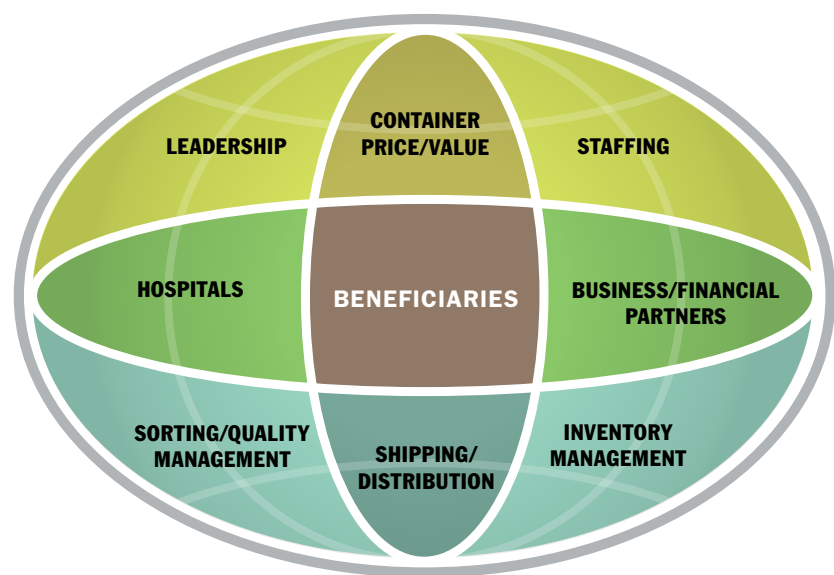 LEADERSHIP
CONTAINER
PRICE/VALUE
STAFFING
HOSPITALS
BENEFICIARIES
BUSINESS/FINANCIAL
PARTNERS
SORTING/QUALITY
MANAGEMENT
SHIPPING/
DISTRIBUTION
INVENTORY
MANAGEMENT